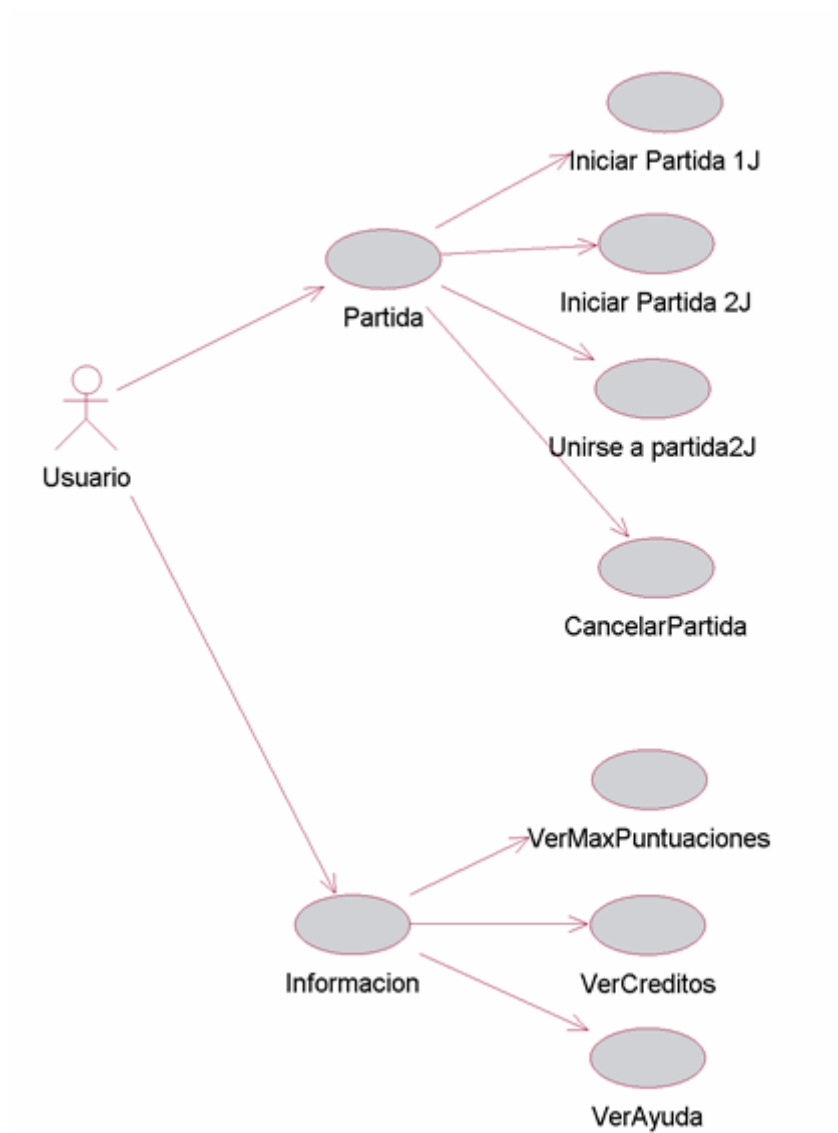 Iniciar Partida 1J
Partida
Iniciar Partida 2J
Unirse a partida2J
Usuario
CancelarPartida
VerMaxPuntuaciones
Informacion
VerCreditos
VerAyuda